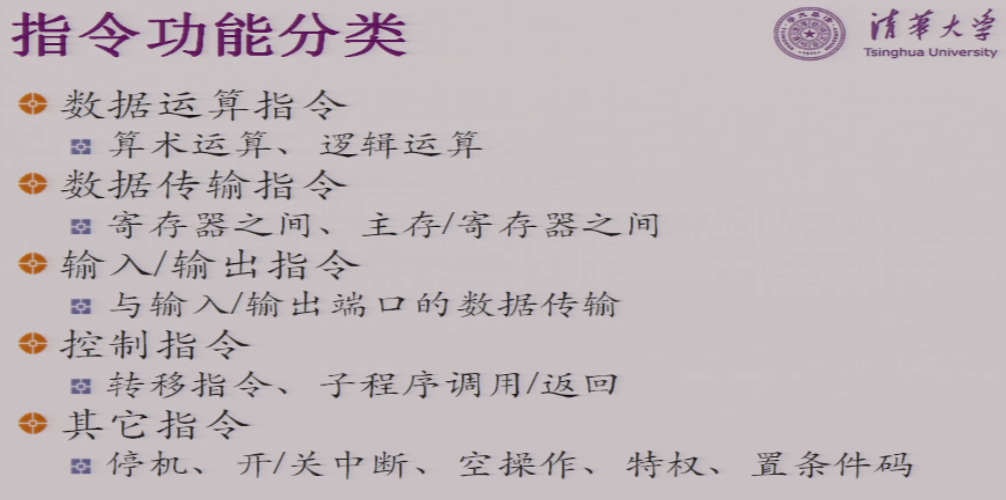 指令功能分类
清华大学
Tsinghua University
数据运算指令
算术运算、逻辑运算
数据传输指令
寄存器之间、主存/寄存器之间
输入/输出指令
与输入/输出端口的数据传输
控制指令
转移指令、子程序调用/返回
其它指令
停机、开/关中断、空操作、特权、置条件码